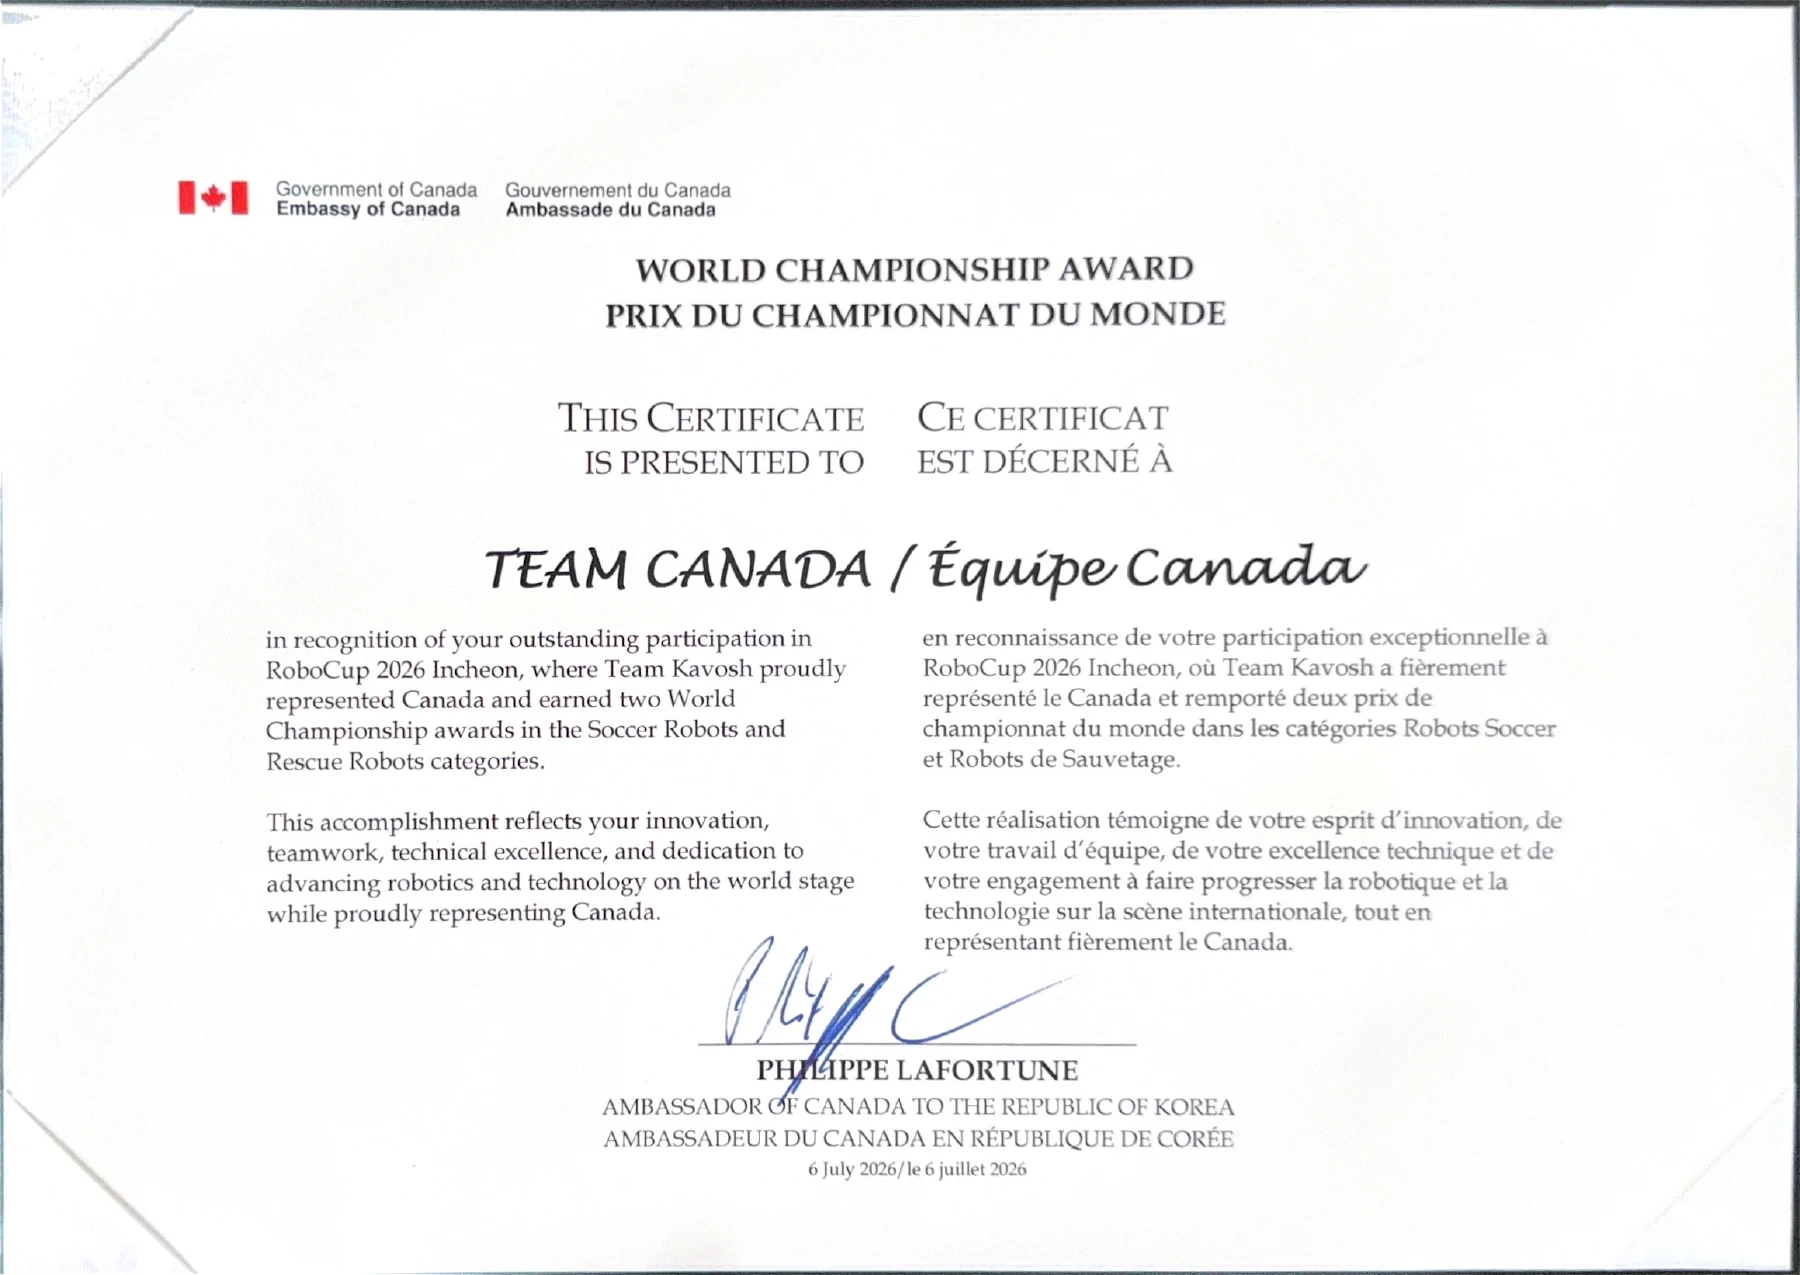 Government of Canada
Embassy of Canada
Gouvernement du Canada
Ambassade du Canada
WORLD CHAMPIONSHIP AWARD
PRIX DU CHAMPIONNAT DU MONDE
THIS CERTIFICATE
IS PRESENTED TO
CE CERTIFICAT
EST DÉCERNÉ À
TEAM CANADA / Équipe Canada
in recognition of your outstanding participation in
RoboCup 2026 Incheon, where Team Kavosh proudly
represented Canada and earned two World
Championship awards in the Soccer Robots and
Rescue Robots categories.
This accomplishment reflects your innovation,
teamwork, technical excellence, and dedication to
advancing robotics and technology on the world stage
while proudly representing Canada.
en reconnaissance de votre participation exceptionnelle à
RoboCup 2026 Incheon, où Team Kavosh a fièrement
représenté le Canada et remporté deux prix de
championnat du monde dans les catégories Robots Soccer
et Robots de Sauvetage.
Cette réalisation témoigne de votre esprit d'innovation, de
votre travail d'équipe, de votre excellence technique et de
votre engagement à faire progresser la robotique et la
technologie sur la scène internationale, tout en
représentant fièrement le Canada.
PHILIPPE LAFORTUNE
AMBASSADOR OF CANADA TO THE REPUBLIC OF KOREA
AMBASSADEUR DU CANADA EN RÉPUBLIQUE DE CORÉE
6 July 2026/le 6 juillet 2026